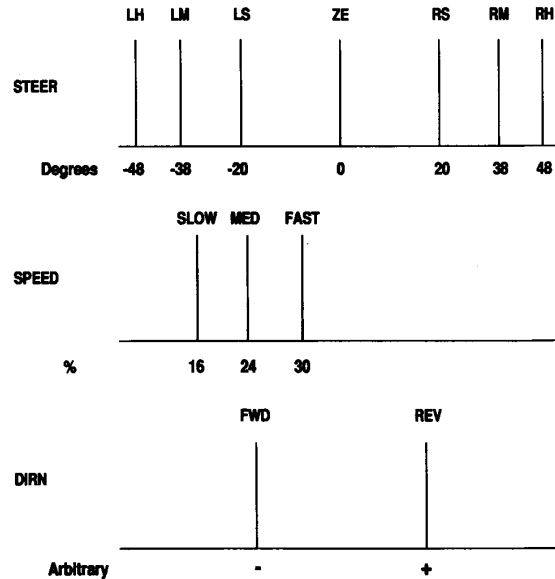 LH LM LS ZE RS RM RH
STEER
Degrees -48 -38 -20 0 20 38 48
SLOW MED FAST
SPEED
% 16 24 30
FWD REV
DIRN
Arbitrary - +